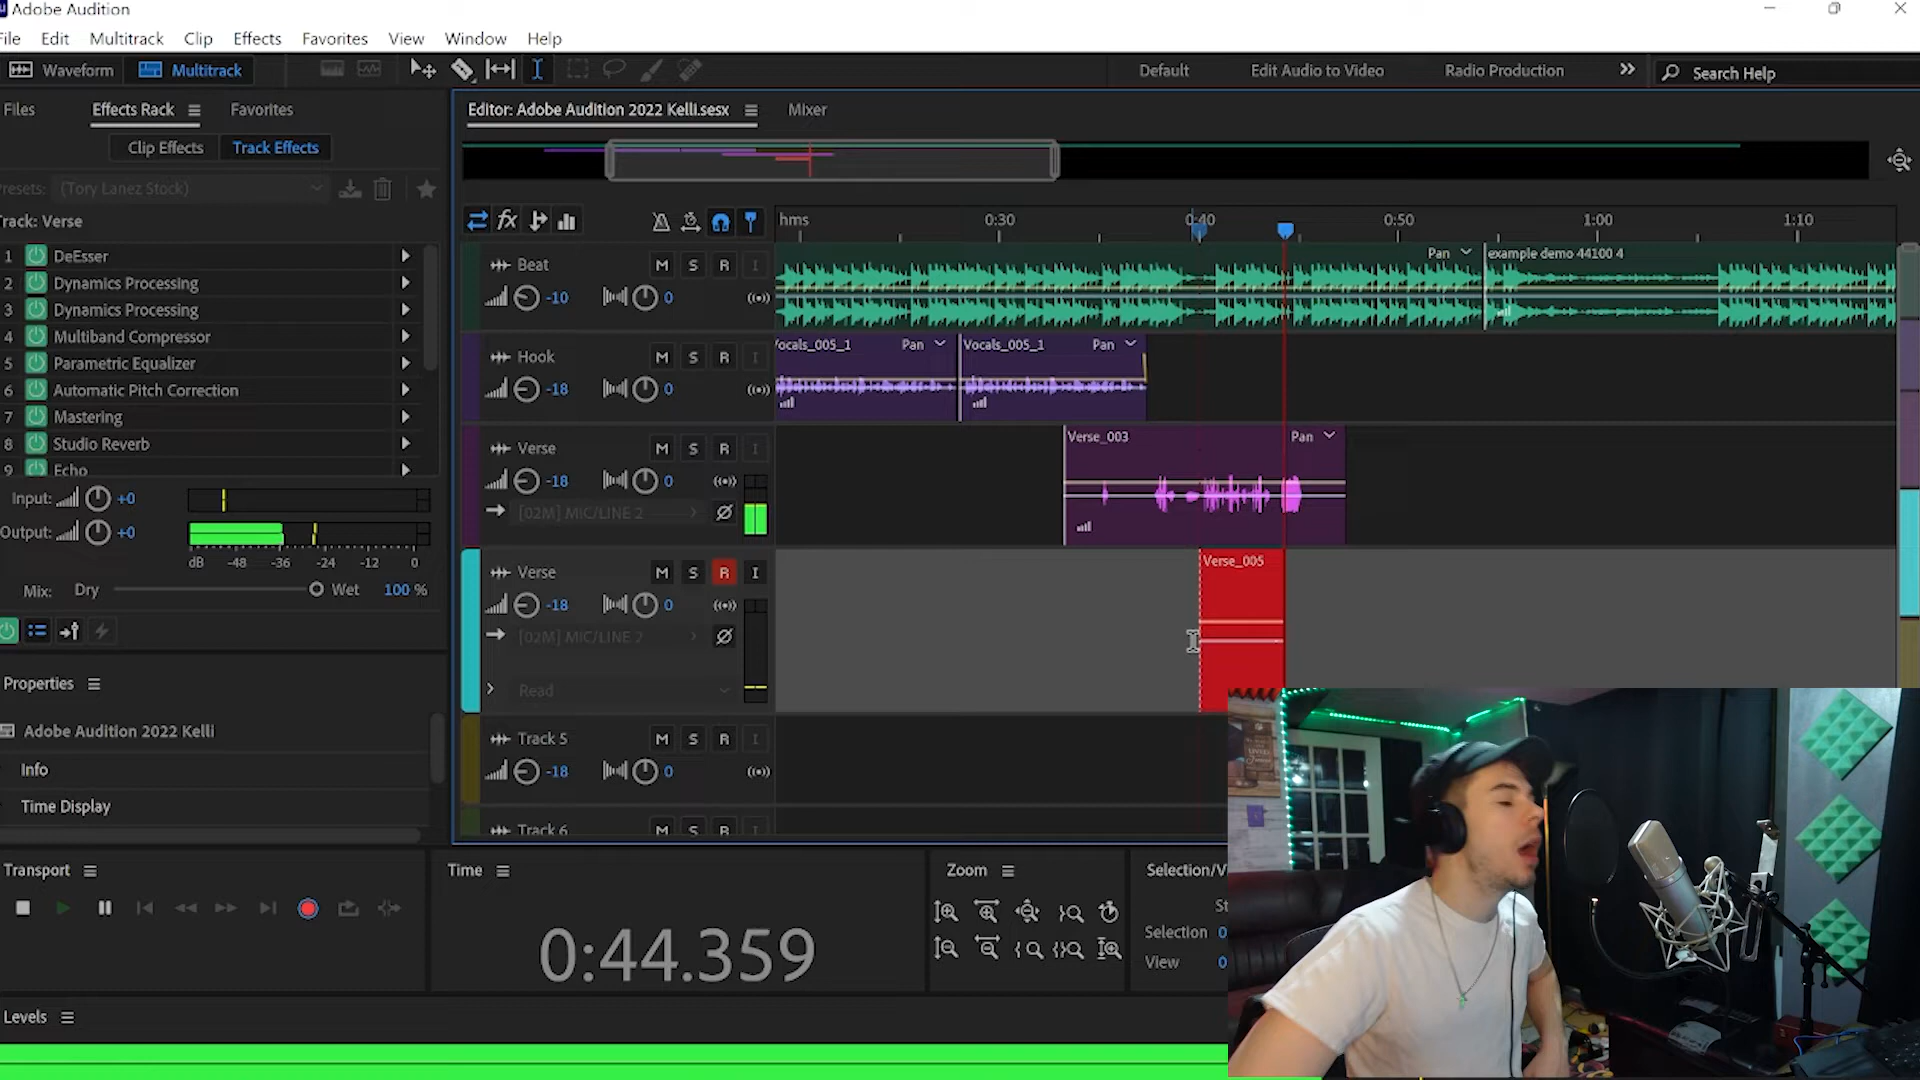 Adobe Audition
File Edit Multitrack Clip Effects Favorites View Window Help
Waveform Multitrack Default Edit Audio to Video Radio Production Search Help
Files Effects Rack Favorites
Clip Effects Track Effects
Presets: (Tory Lanez Stock)
Track: Verse
1 DeEsser
2 Dynamics Processing
3 Dynamics Processing
4 Multiband Compressor
5 Parametric Equalizer
6 Automatic Pitch Correction
7 Mastering
8 Studio Reverb
9 Echo
Input: +0
Output: +0
dB -48 -36 -24 -12 0
Mix: Dry Wet 100 %
Properties
Adobe Audition 2022 Kelli
Info
Time Display
Editor: Adobe Audition 2022 Kelli.sesx Mixer
fx
hms 0:30 0:40 0:50 1:00 1:10
Beat M S R I
-10 0
Pan example demo 44100 4
Hook M S R I
-18 0
Vocals_005_1 Pan Vocals_005_1 Pan
Verse M S R I
-18 0
[02M] MIC/LINE 2
Verse_003 Pan
Verse M S R I
-18 0
[02M] MIC/LINE 2
Read
Verse_005
Track 5 M S R I
-18 0
Track 6 M S R I
Transport
Time
0:44.359
Zoom
Selection/V
St
Selection 0
View 0
Levels